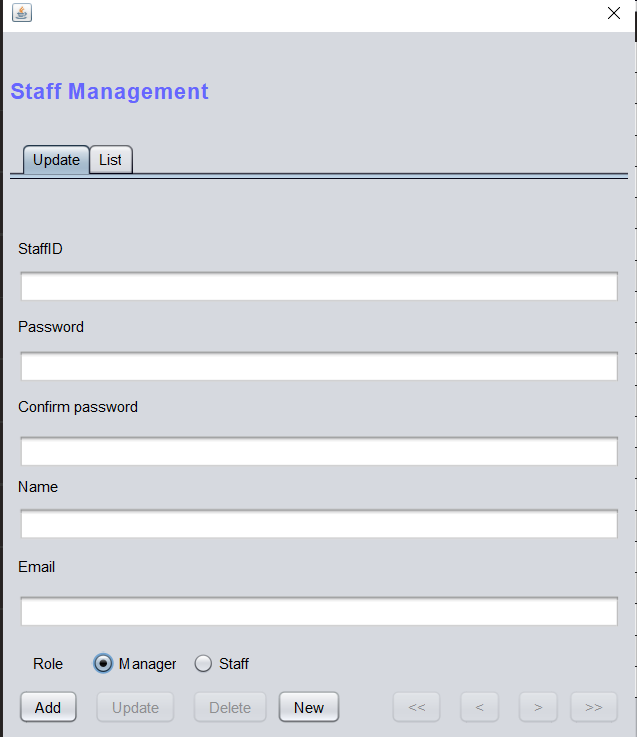 Staff Management
Update List
StaffID
Password
Confirm password
Name
Email
Role Manager Staff
Add Update Delete New << < > >>